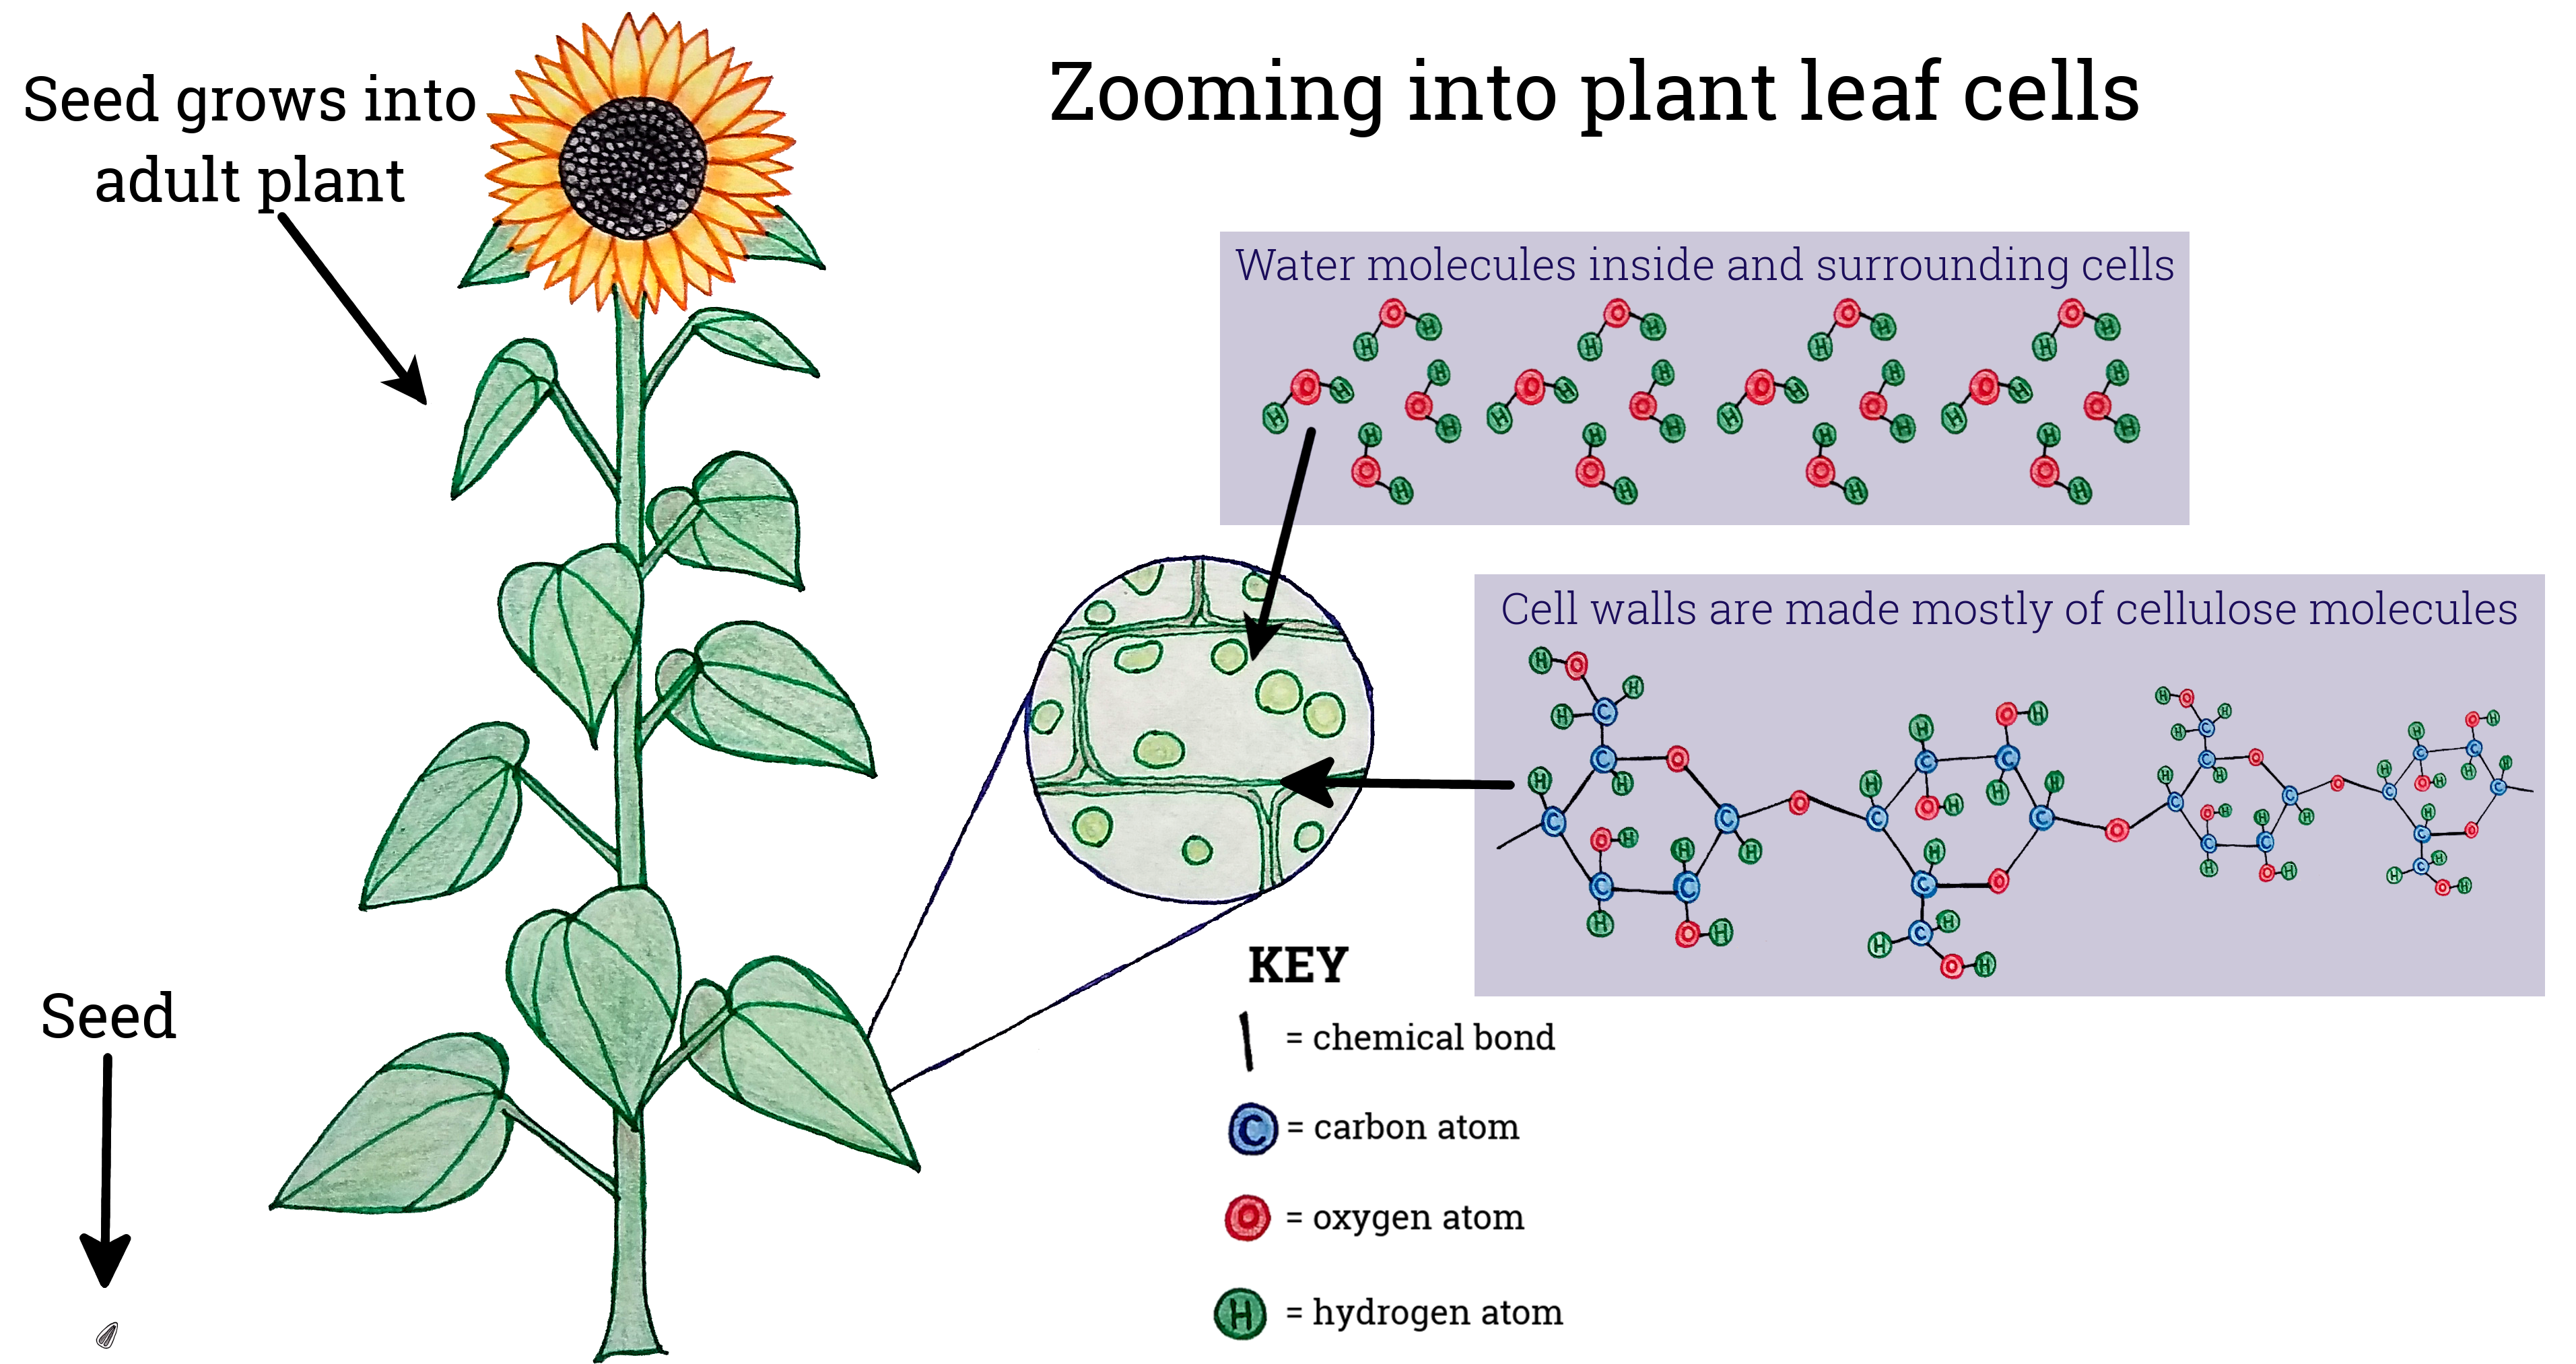 Seed grows into
adult plant
Zooming into plant leaf cells
Water molecules inside and surrounding cells
Cell walls are made mostly of cellulose molecules
Seed
KEY
= chemical bond
C = carbon atom
O = oxygen atom
H = hydrogen atom